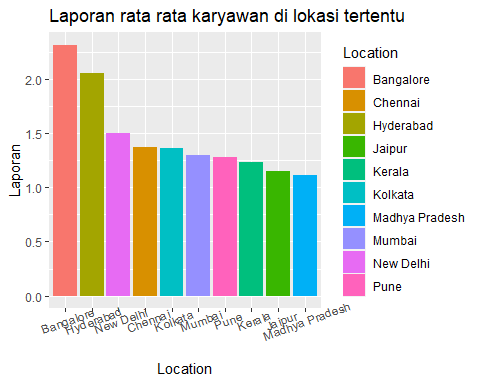 Laporan rata rata karyawan di lokasi tertentu
Laporan
2.0
1.5
1.0
0.5
0.0
Bangalore
Hyderabad
New Delhi
Chennai
Kolkata
Mumbai
Pune
Kerala
Jaipur
Madhya Pradesh
Location
Location
Bangalore
Chennai
Hyderabad
Jaipur
Kerala
Kolkata
Madhya Pradesh
Mumbai
New Delhi
Pune